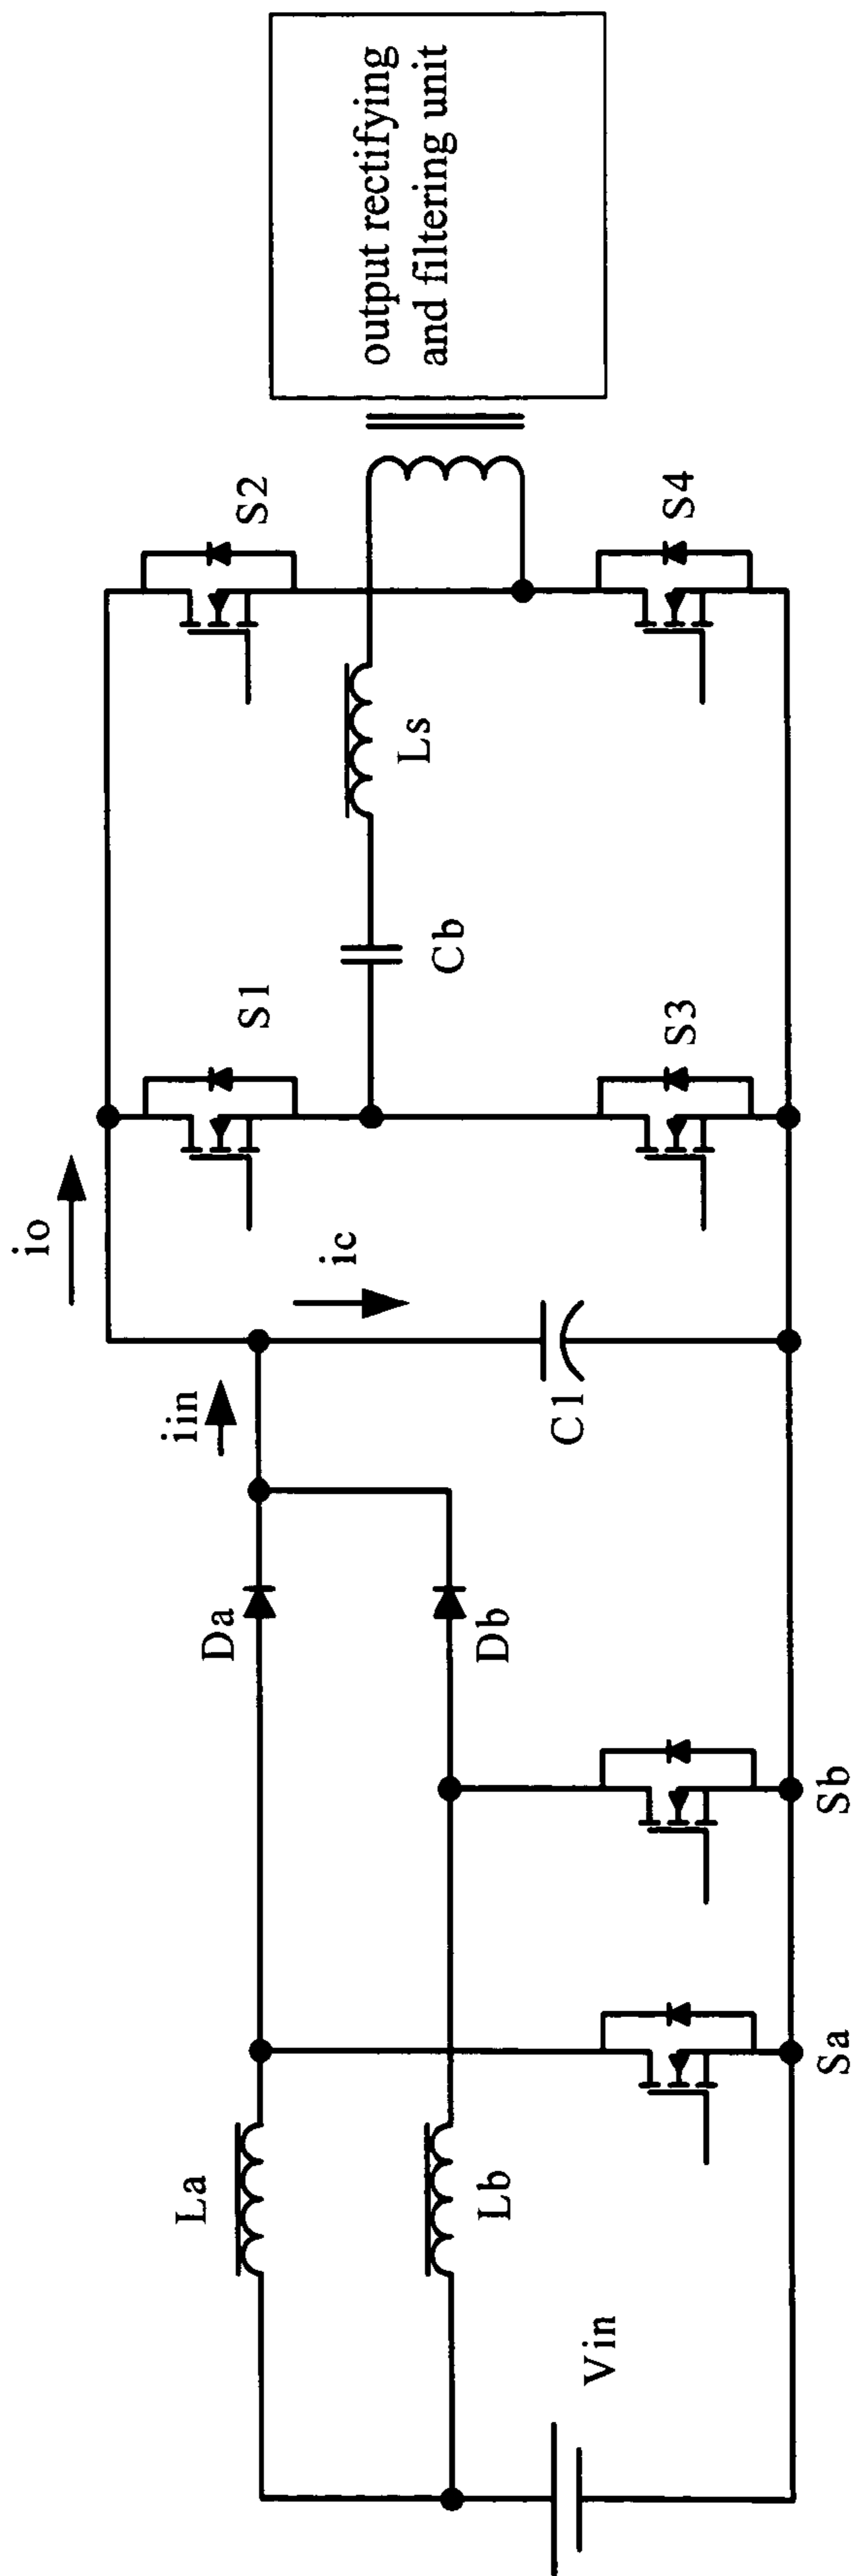 io
iin
ic
La
Da
S1
S2
output rectifying
and filtering unit
Lb
Db
Cb
Ls
Vin
C1
S3
S4
Sa
Sb